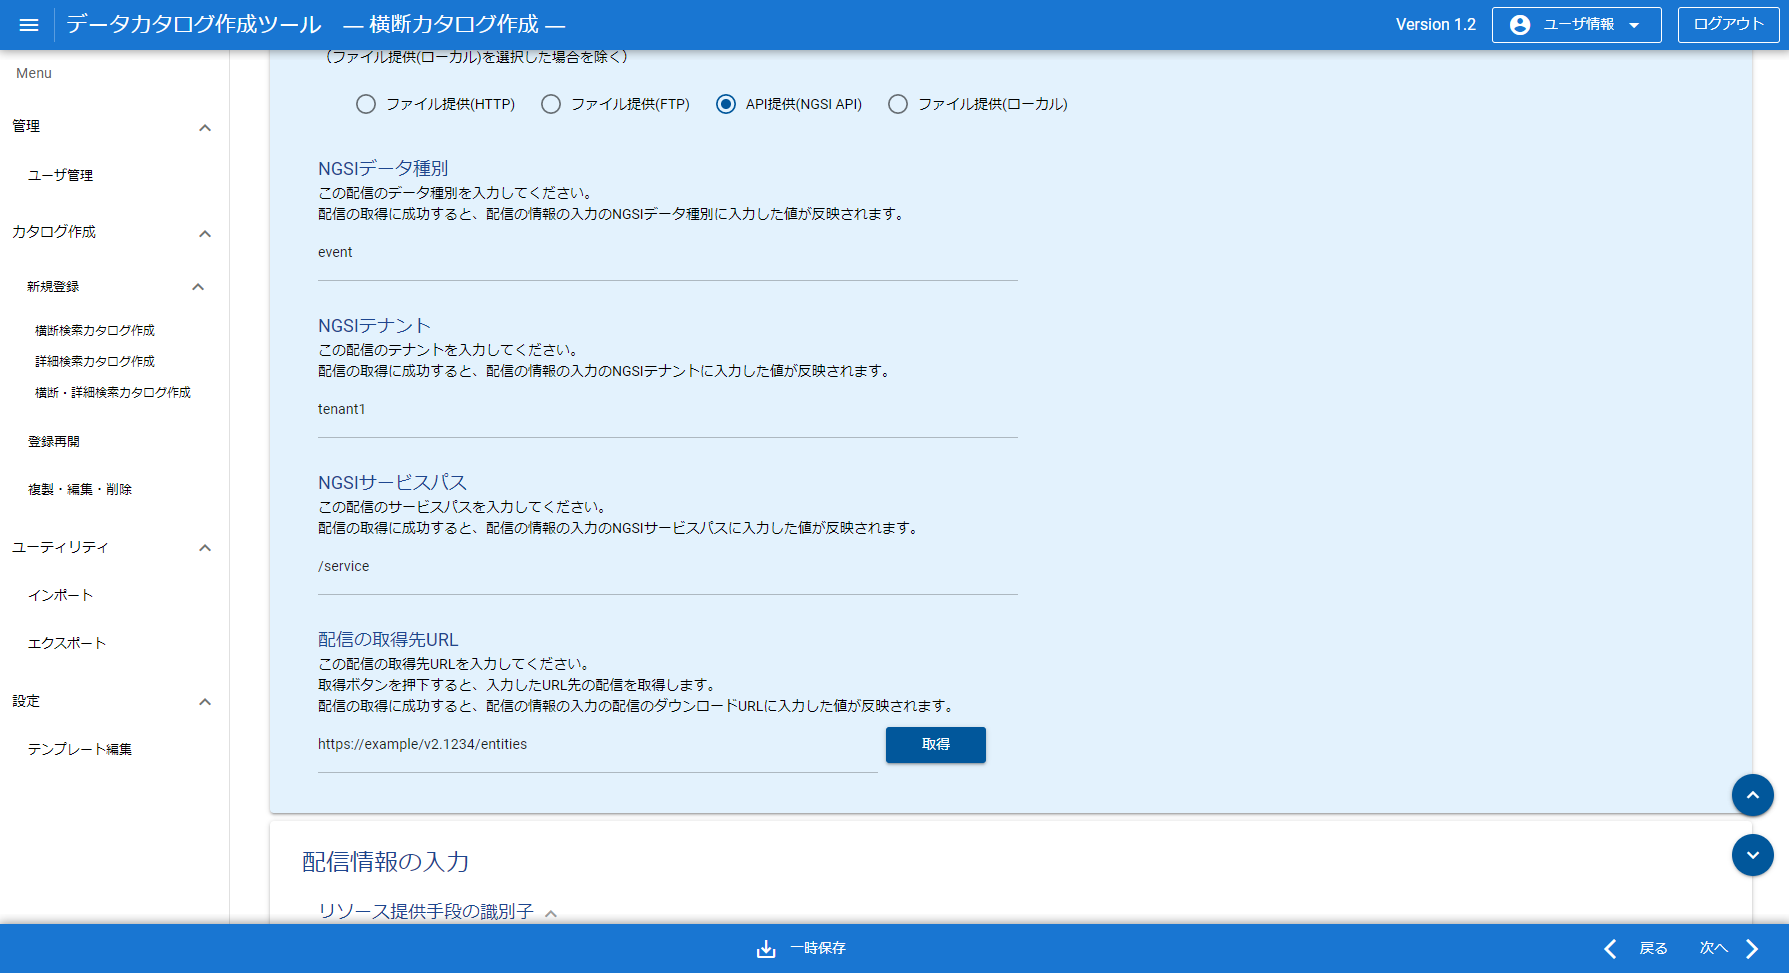 データカタログ作成ツール ― 横断カタログ作成 ―
Version 1.2
ユーザ情報
ログアウト
Menu
管理
ユーザ管理
カタログ作成
新規登録
横断検索カタログ作成
詳細検索カタログ作成
横断・詳細検索カタログ作成
登録再開
複製・編集・削除
ユーティリティ
インポート
エクスポート
設定
テンプレート編集
（ファイル提供(ローカル)を選択した場合を除く）
ファイル提供(HTTP) ファイル提供(FTP) API提供(NGSI API) ファイル提供(ローカル)
NGSIデータ種別
この配信のデータ種別を入力してください。
配信の取得に成功すると、配信の情報の入力のNGSIデータ種別に入力した値が反映されます。
event
NGSIテナント
この配信のテナントを入力してください。
配信の取得に成功すると、配信の情報の入力のNGSIテナントに入力した値が反映されます。
tenant1
NGSIサービスパス
この配信のサービスパスを入力してください。
配信の取得に成功すると、配信の情報の入力のNGSIサービスパスに入力した値が反映されます。
/service
配信の取得先URL
この配信の取得先URLを入力してください。
取得ボタンを押下すると、入力したURL先の配信を取得します。
配信の取得に成功すると、配信の情報の入力の配信のダウンロードURLに入力した値が反映されます。
https://example/v2.1234/entities
取得
配信情報の入力
リソース提供手段の識別子
一時保存
戻る
次へ